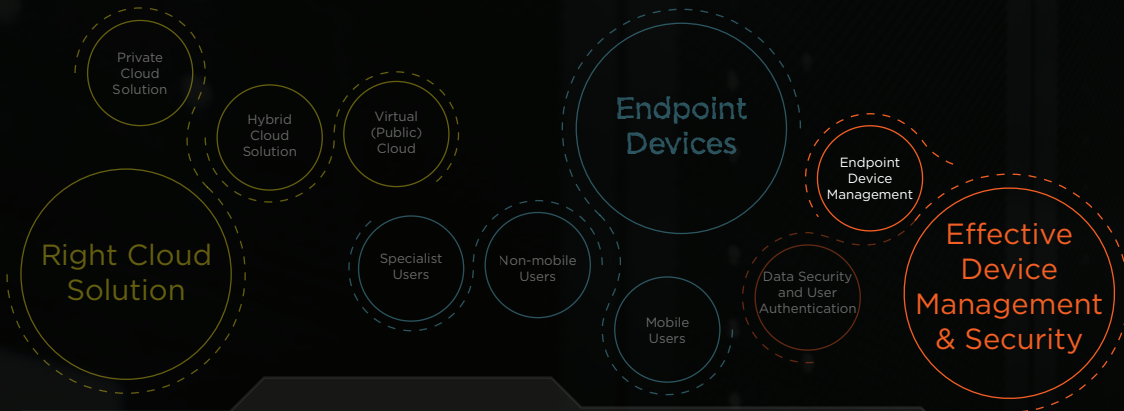 Private
Cloud
Solution
Hybrid
Cloud
Solution
Virtual
(Public)
Cloud
Right Cloud
Solution
Endpoint
Devices
Specialist
Users
Non-mobile
Users
Mobile
Users
Endpoint
Device
Management
Data Security
and User
Authentication
Effective
Device
Management
& Security